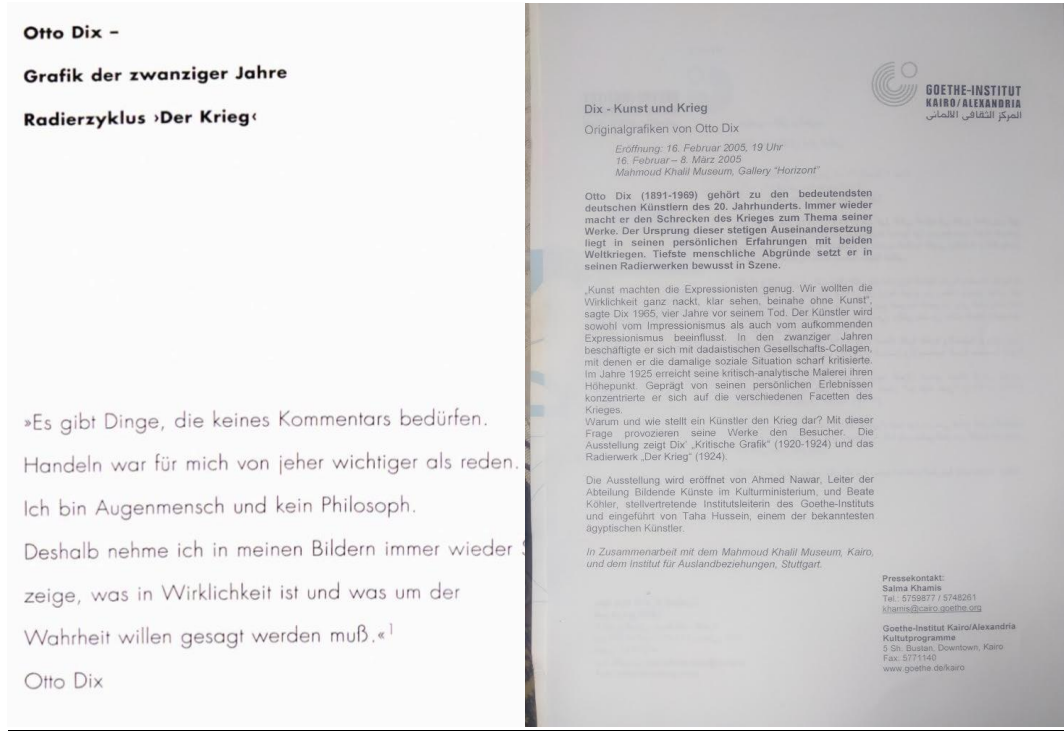 Otto Dix –
Grafik der zwanziger Jahre
Radierzyklus ›Der Krieg‹
»Es gibt Dinge, die keines Kommentars bedürfen.
Handeln war für mich von jeher wichtiger als reden.
Ich bin Augenmensch und kein Philosoph.
Deshalb nehme ich in meinen Bildern immer wieder
zeige, was in Wirklichkeit ist und was um der
Wahrheit willen gesagt werden muß.«1
Otto Dix
GOETHE-INSTITUT
KAIRO/ALEXANDRIA
المركز الثقافى الألمانى
Dix - Kunst und Krieg
Originalgrafiken von Otto Dix
Eröffnung: 16. Februar 2005, 19 Uhr
16. Februar – 8. März 2005
Mahmoud Khalil Museum, Gallery "Horizont"
Otto Dix (1891-1969) gehört zu den bedeutendsten
deutschen Künstlern des 20. Jahrhunderts. Immer wieder
macht er den Schrecken des Krieges zum Thema seiner
Werke. Der Ursprung dieser stetigen Auseinandersetzung
liegt in seinen persönlichen Erfahrungen mit beiden
Weltkriegen. Tiefste menschliche Abgründe setzt er in
seinen Radierwerken bewusst in Szene.
„Kunst machten die Expressionisten genug. Wir wollten die
Wirklichkeit ganz nackt, klar sehen, beinahe ohne Kunst",
sagte Dix 1965, vier Jahre vor seinem Tod. Der Künstler wird
sowohl vom Impressionismus als auch vom aufkommenden
Expressionismus beeinflusst. In den zwanziger Jahren
beschäftigte er sich mit dadaistischen Gesellschafts-Collagen,
mit denen er die damalige soziale Situation scharf kritisierte.
Im Jahre 1925 erreicht seine kritisch-analytische Malerei ihren
Höhepunkt. Geprägt von seinen persönlichen Erlebnissen
konzentrierte er sich auf die verschiedenen Facetten des
Krieges.
Warum und wie stellt ein Künstler den Krieg dar? Mit dieser
Frage provozieren seine Werke den Besucher. Die
Ausstellung zeigt Dix' „Kritische Grafik" (1920-1924) und das
Radierwerk „Der Krieg" (1924).
Die Ausstellung wird eröffnet von Ahmed Nawar, Leiter der
Abteilung Bildende Künste im Kulturministerium, und Beate
Köhler, stellvertretende Institutsleiterin des Goethe-Instituts
und eingeführt von Taha Hussein, einem der bekanntesten
ägyptischen Künstler.
In Zusammenarbeit mit dem Mahmoud Khalil Museum, Kairo,
und dem Institut für Auslandbeziehungen, Stuttgart.
Pressekontakt:
Salma Khamis
Tel.: 5759877 / 5748261
khamis@cairo.goethe.org
Goethe-Institut Kairo/Alexandria
Kultutprogramme
5 Sh. Bustan, Downtown, Kairo
Fax. 5771140
www.goethe.de/kairo